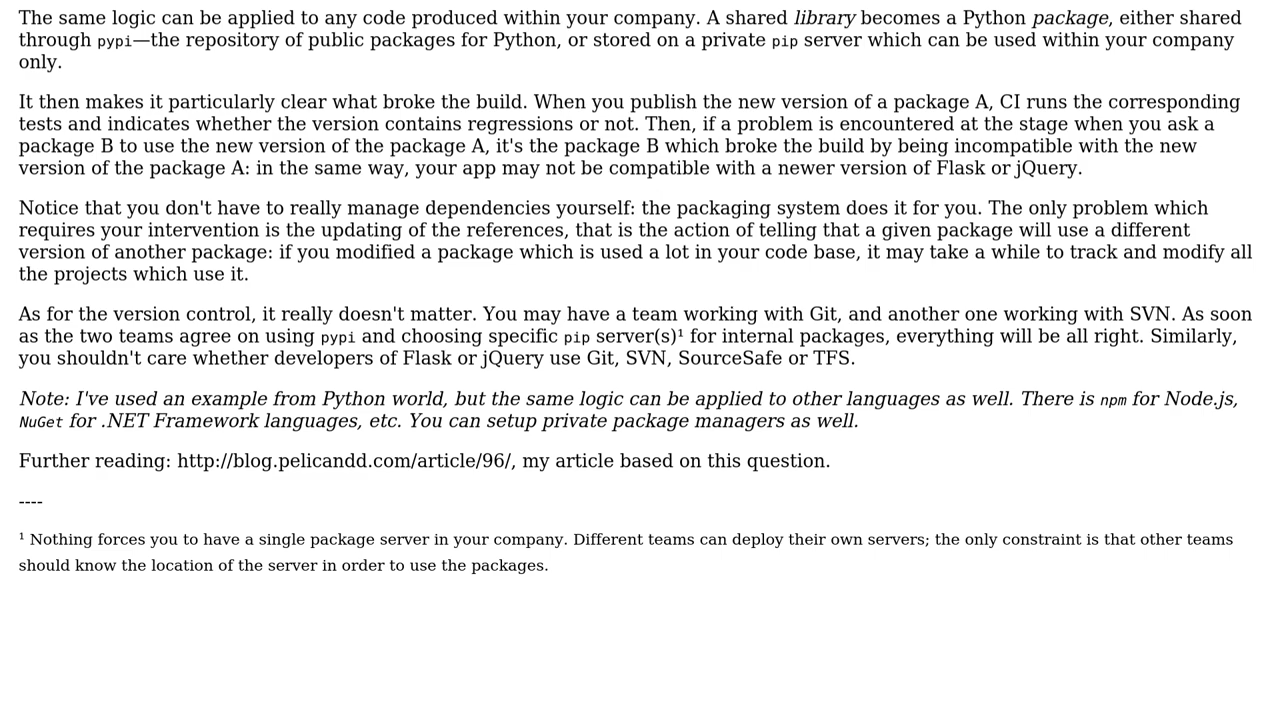 The same logic can be applied to any code produced within your company. A shared library becomes a Python package, either shared
through pypi—the repository of public packages for Python, or stored on a private pip server which can be used within your company
only.
It then makes it particularly clear what broke the build. When you publish the new version of a package A, CI runs the corresponding
tests and indicates whether the version contains regressions or not. Then, if a problem is encountered at the stage when you ask a
package B to use the new version of the package A, it's the package B which broke the build by being incompatible with the new
version of the package A: in the same way, your app may not be compatible with a newer version of Flask or jQuery.
Notice that you don't have to really manage dependencies yourself: the packaging system does it for you. The only problem which
requires your intervention is the updating of the references, that is the action of telling that a given package will use a different
version of another package: if you modified a package which is used a lot in your code base, it may take a while to track and modify all
the projects which use it.
As for the version control, it really doesn't matter. You may have a team working with Git, and another one working with SVN. As soon
as the two teams agree on using pypi and choosing specific pip server(s)¹ for internal packages, everything will be all right. Similarly,
you shouldn't care whether developers of Flask or jQuery use Git, SVN, SourceSafe or TFS.
Note: I've used an example from Python world, but the same logic can be applied to other languages as well. There is npm for Node.js,
NuGet for .NET Framework languages, etc. You can setup private package managers as well.
Further reading: http://blog.pelicandd.com/article/96/, my article based on this question.
----
¹ Nothing forces you to have a single package server in your company. Different teams can deploy their own servers; the only constraint is that other teams
should know the location of the server in order to use the packages.